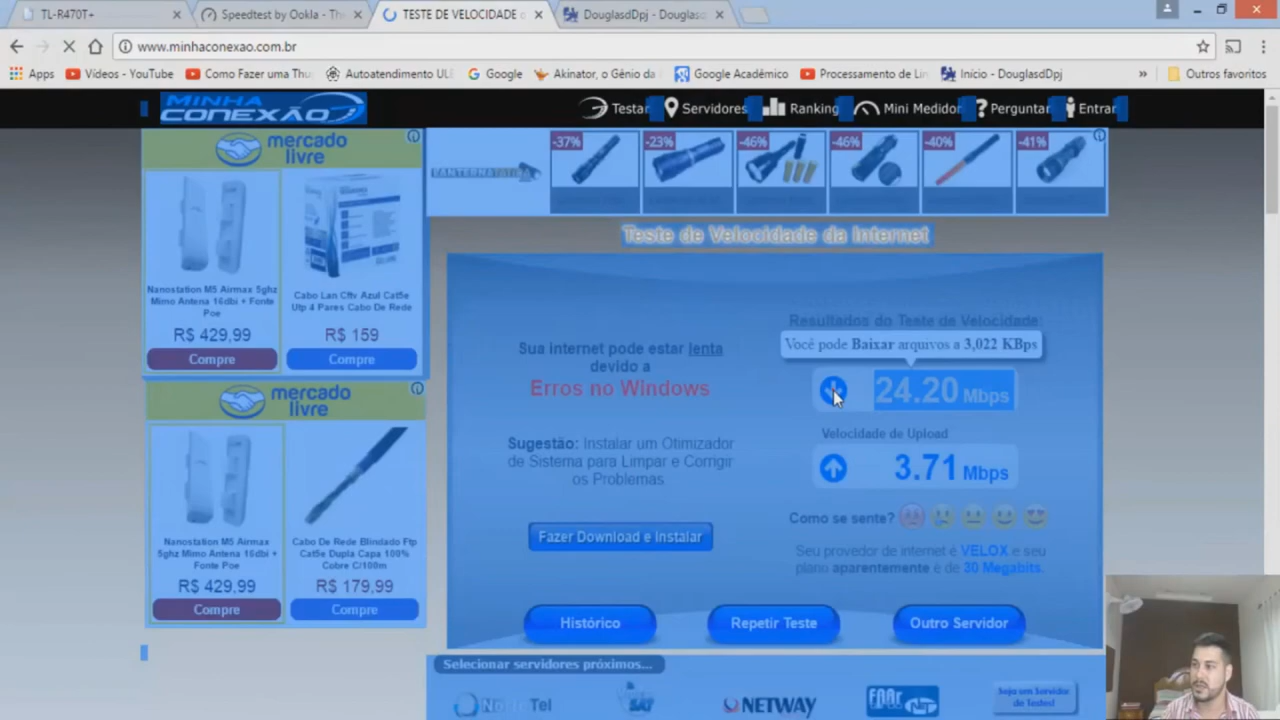 TL-R470T+
Speedtest by Ookla - The
TESTE DE VELOCIDADE
DouglasdDpj - Douglas
www.minhaconexao.com.br
Apps
Vídeos - YouTube
Como Fazer uma Thu
Autoatendimento UL
Google
Akinator, o Gênio da
Google Acadêmico
Processamento de Lin
Início - DouglasdDpj
»
Outros favoritos
MINHA CONEXÃO
Testar
Servidores
Ranking
Mini Medidor
Perguntar
Entrar
mercado livre
Nanostation M5 Airmax 5ghz
Mimo Antena 16dbi + Fonte
Poe
R$ 429,99
Compre
Cabo Lan Cftv Azul Cat5e
Utp 4 Pares Cabo De Rede
R$ 159
Compre
-37%
-23%
-46%
-46%
-40%
-41%
Teste de Velocidade da Internet
mercado livre
Nanostation M5 Airmax
5ghz Mimo Antena 16dbi +
Fonte Poe
R$ 429,99
Compre
Cabo De Rede Blindado Ftp
Cat5e Dupla Capa 100%
Cobre C/100m
R$ 179,99
Compre
Sua internet pode estar lenta
devido a
Erros no Windows
Sugestão: Instalar um Otimizador
de Sistema para Limpar e Corrigir
os Problemas.
Fazer Download e Instalar
Resultados do Teste de Velocidade:
Você pode Baixar arquivos a 3,022 KBps
24.20 Mbps
Velocidade de Upload
3.71 Mbps
Como se sente?
Seu provedor de internet é VELOX e seu
plano aparentemente é de 30 Megabits.
Histórico
Repetir Teste
Outro Servidor
Selecionar servidores próximos...
NETWAY
Seja um Servidor
de Testes!